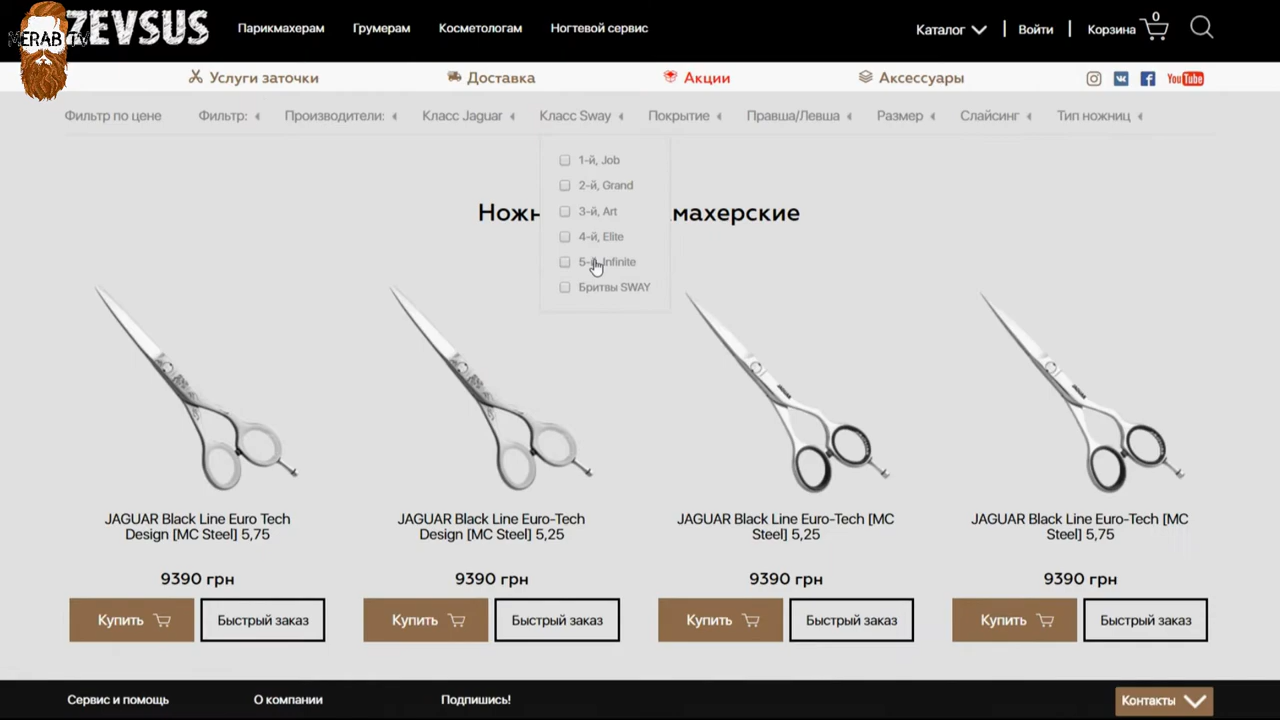 MERAB TV
ZEVSUS
Парикмахерам Грумерам Косметологам Ногтевой сервис
Каталог Войти Корзина 0
Услуги заточки Доставка Акции Аксессуары You Tube
Фильтр по цене Фильтр: Производители: Класс Jaguar Класс Sway Покрытие Правша/Левша Размер Слайсинг Тип ножниц
1-й, Job
2-й, Grand
3-й, Art
4-й, Elite
5-й, Infinite
Бритвы SWAY
Ножн махерские
JAGUAR Black Line Euro Tech
Design [MC Steel] 5,75
9390 грн
Купить Быстрый заказ
JAGUAR Black Line Euro-Tech
Design [MC Steel] 5,25
9390 грн
Купить Быстрый заказ
JAGUAR Black Line Euro-Tech [MC
Steel] 5,25
9390 грн
Купить Быстрый заказ
JAGUAR Black Line Euro-Tech [MC
Steel] 5,75
9390 грн
Купить Быстрый заказ
Сервис и помощь О компании Подпишись! Контакты